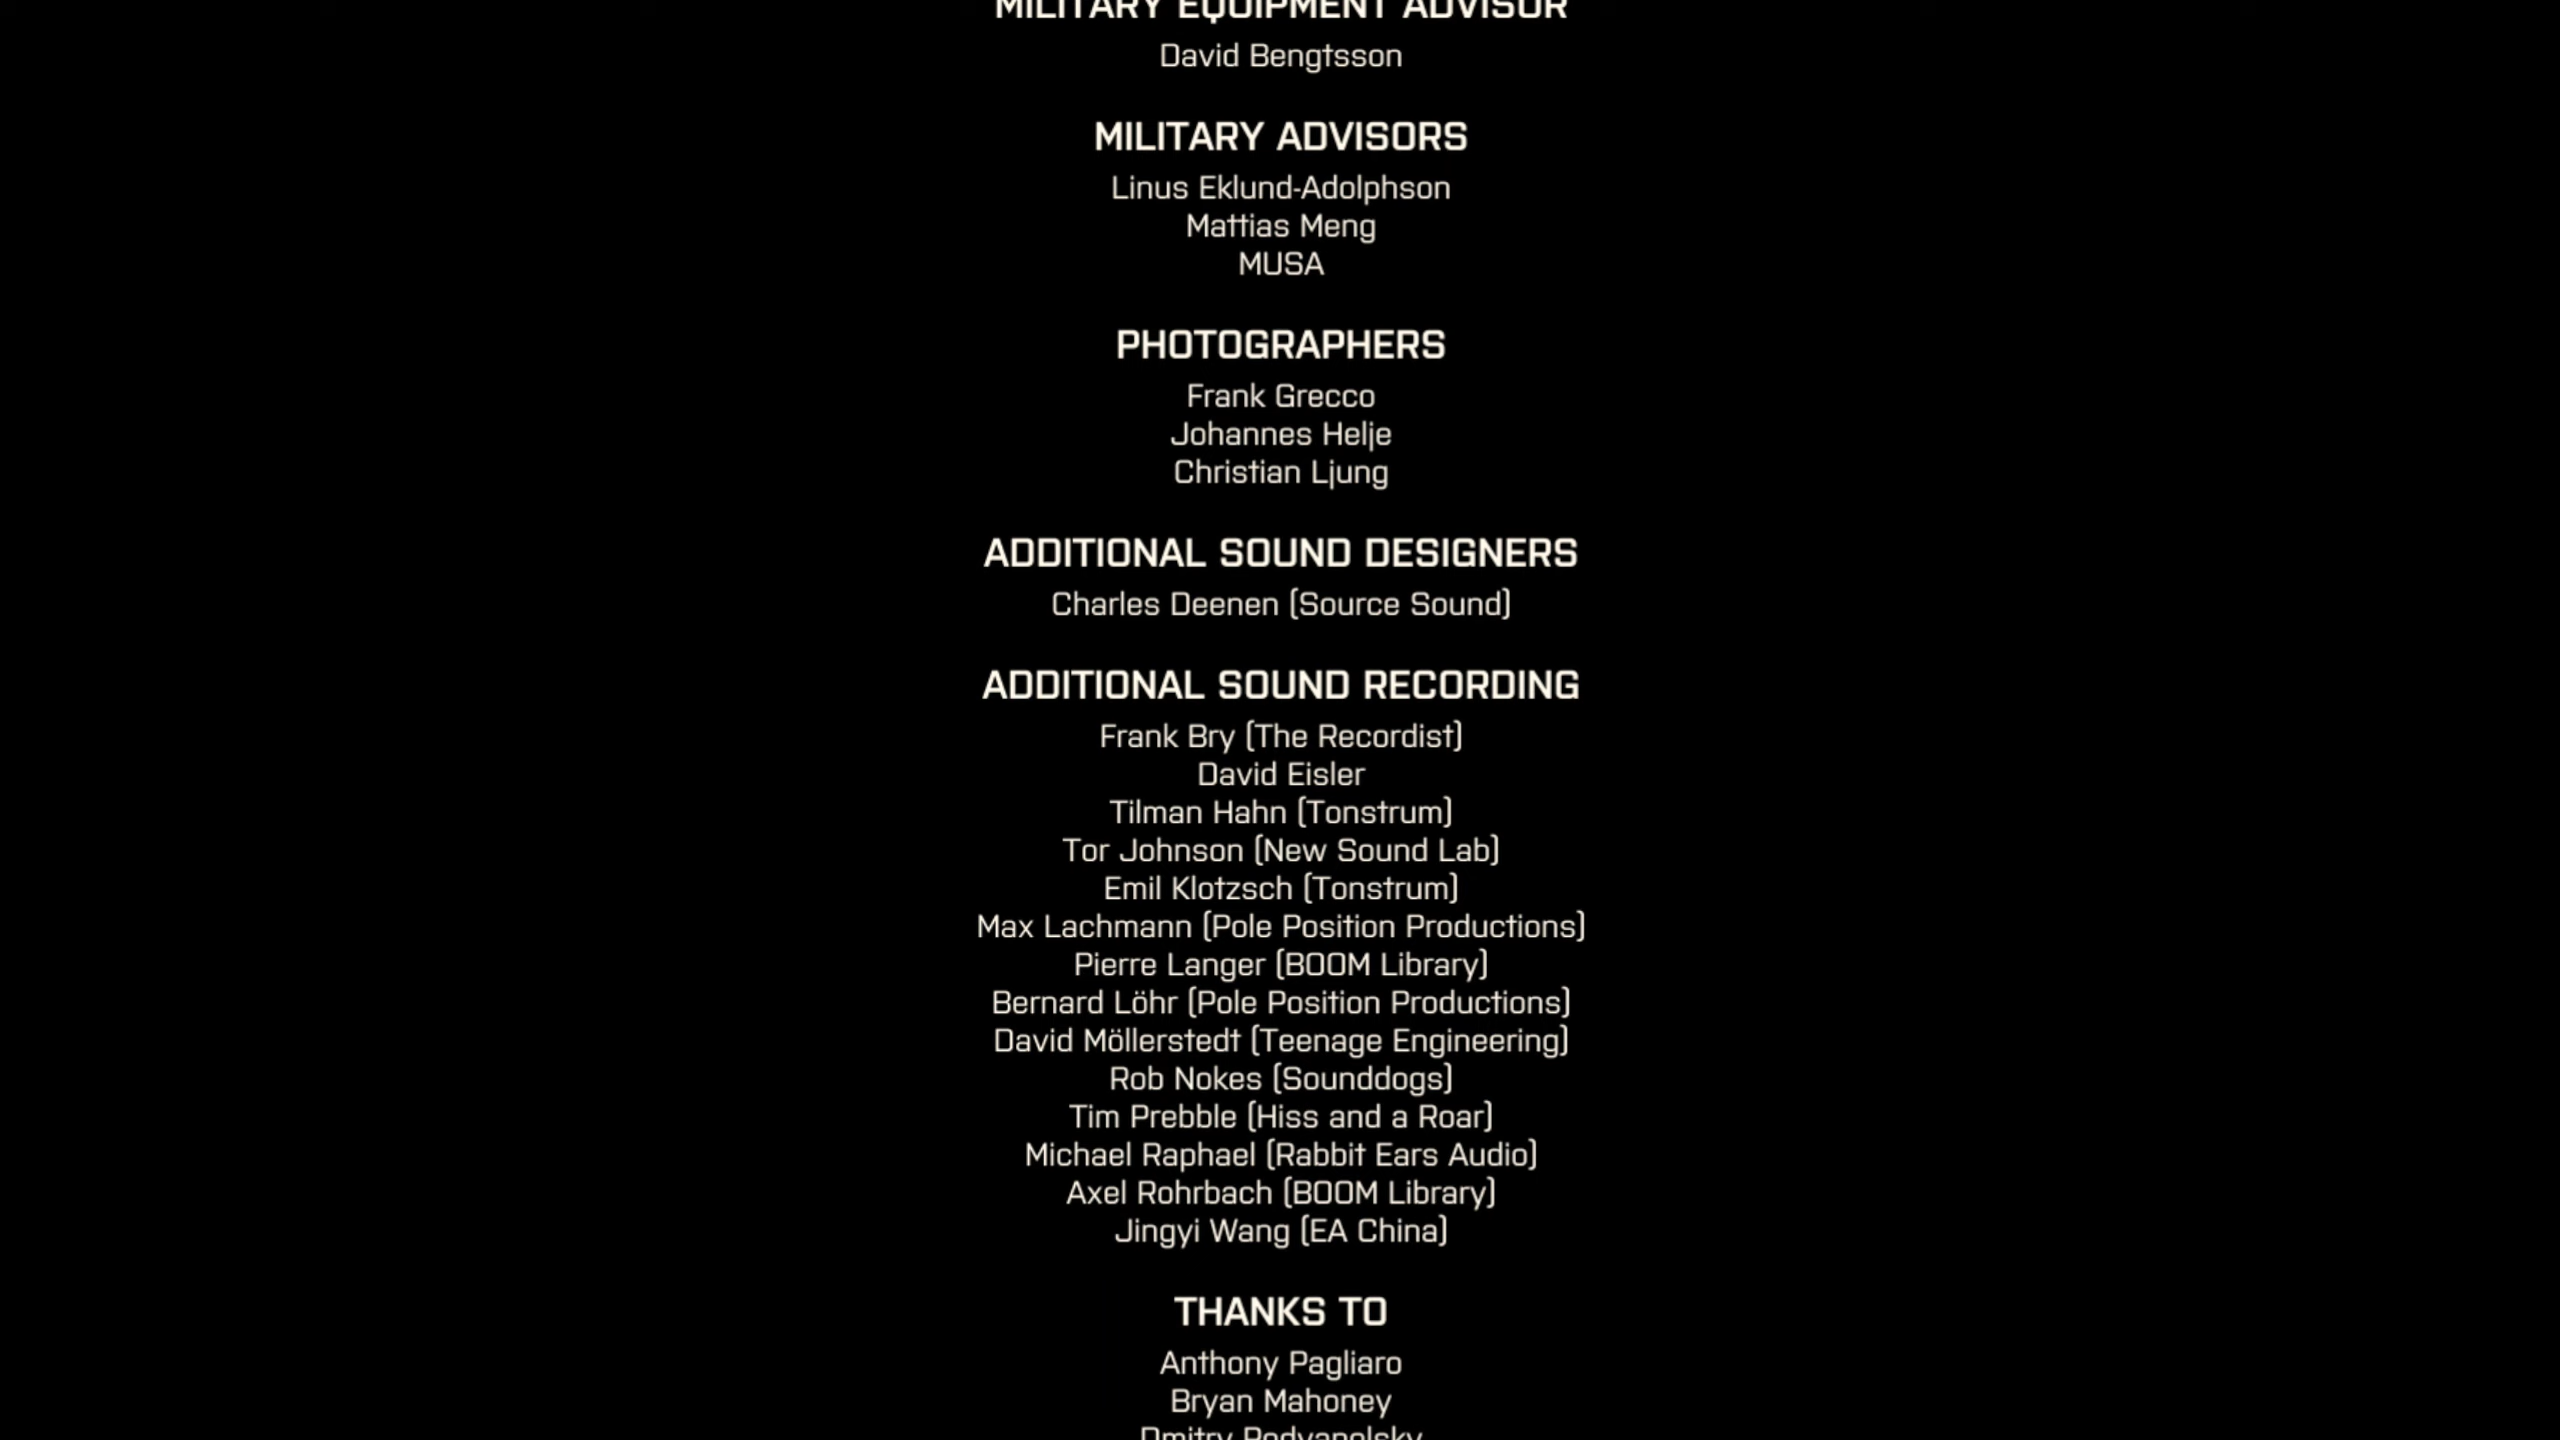 MILITARY EQUIPMENT ADVISOR
David Bengtsson
MILITARY ADVISORS
Linus Eklund-Adolphson
Mattias Meng
MUSA
PHOTOGRAPHERS
Frank Grecco
Johannes Helje
Christian Ljung
ADDITIONAL SOUND DESIGNERS
Charles Deenen (Source Sound)
ADDITIONAL SOUND RECORDING
Frank Bry (The Recordist)
David Eisler
Tilman Hahn (Tonstrum)
Tor Johnson (New Sound Lab)
Emil Klotzsch (Tonstrum)
Max Lachmann (Pole Position Productions)
Pierre Langer (BOOM Library)
Bernard Löhr (Pole Position Productions)
David Möllerstedt (Teenage Engineering)
Rob Nokes (Sounddogs)
Tim Prebble (Hiss and a Roar)
Michael Raphael (Rabbit Ears Audio)
Axel Rohrbach (BOOM Library)
Jingyi Wang (EA China)
THANKS TO
Anthony Pagliaro
Bryan Mahoney
Dmitry